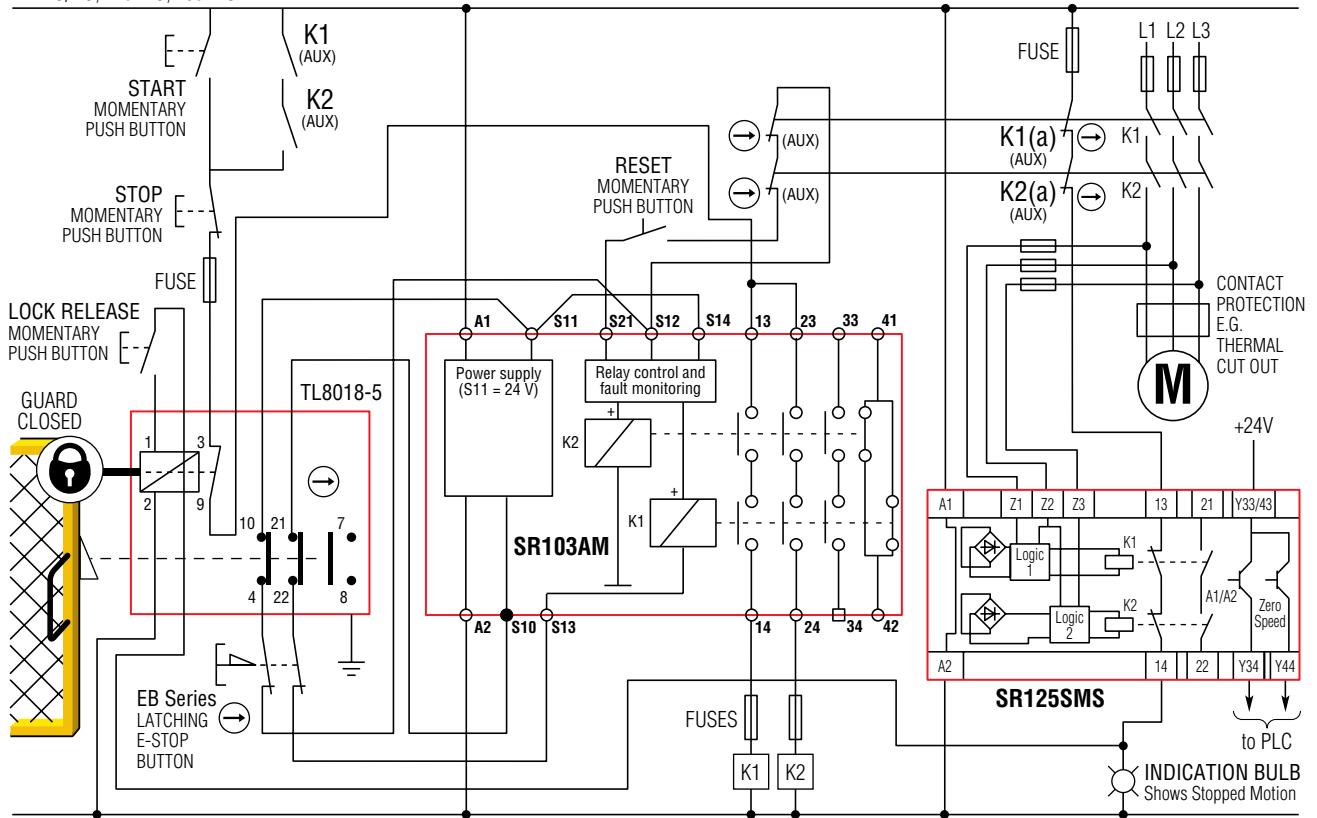 K1
(AUX)
START
MOMENTARY
PUSH BUTTON
K2
(AUX)
STOP
MOMENTARY
PUSH BUTTON
FUSE
LOCK RELEASE
MOMENTARY
PUSH BUTTON
GUARD
CLOSED
TL8018-5
1
3
2
9
10
21
7
4
22
8
EB Series
LATCHING
E-STOP
BUTTON
RESET
MOMENTARY
PUSH BUTTON
(AUX)
(AUX)
A1
S11
S21
S12
S14
13
23
33
41
Power supply
(S11 = 24 V)
Relay control and
fault monitoring
+
K2
+
K1
SR103AM
A2
S10
S13
14
24
34
42
FUSES
K1
K2
FUSE
L1
L2
L3
K1(a)
(AUX)
K1
K2(a)
(AUX)
K2
CONTACT
PROTECTION
E.G.
THERMAL
CUT OUT
M
+24V
A1
Z1
Z2
Z3
13
21
Y33/43
Logic
1
K1
Logic
2
K2
A1/A2
Zero
Speed
A2
14
22
Y34
Y44
SR125SMS
to PLC
INDICATION BULB
Shows Stopped Motion